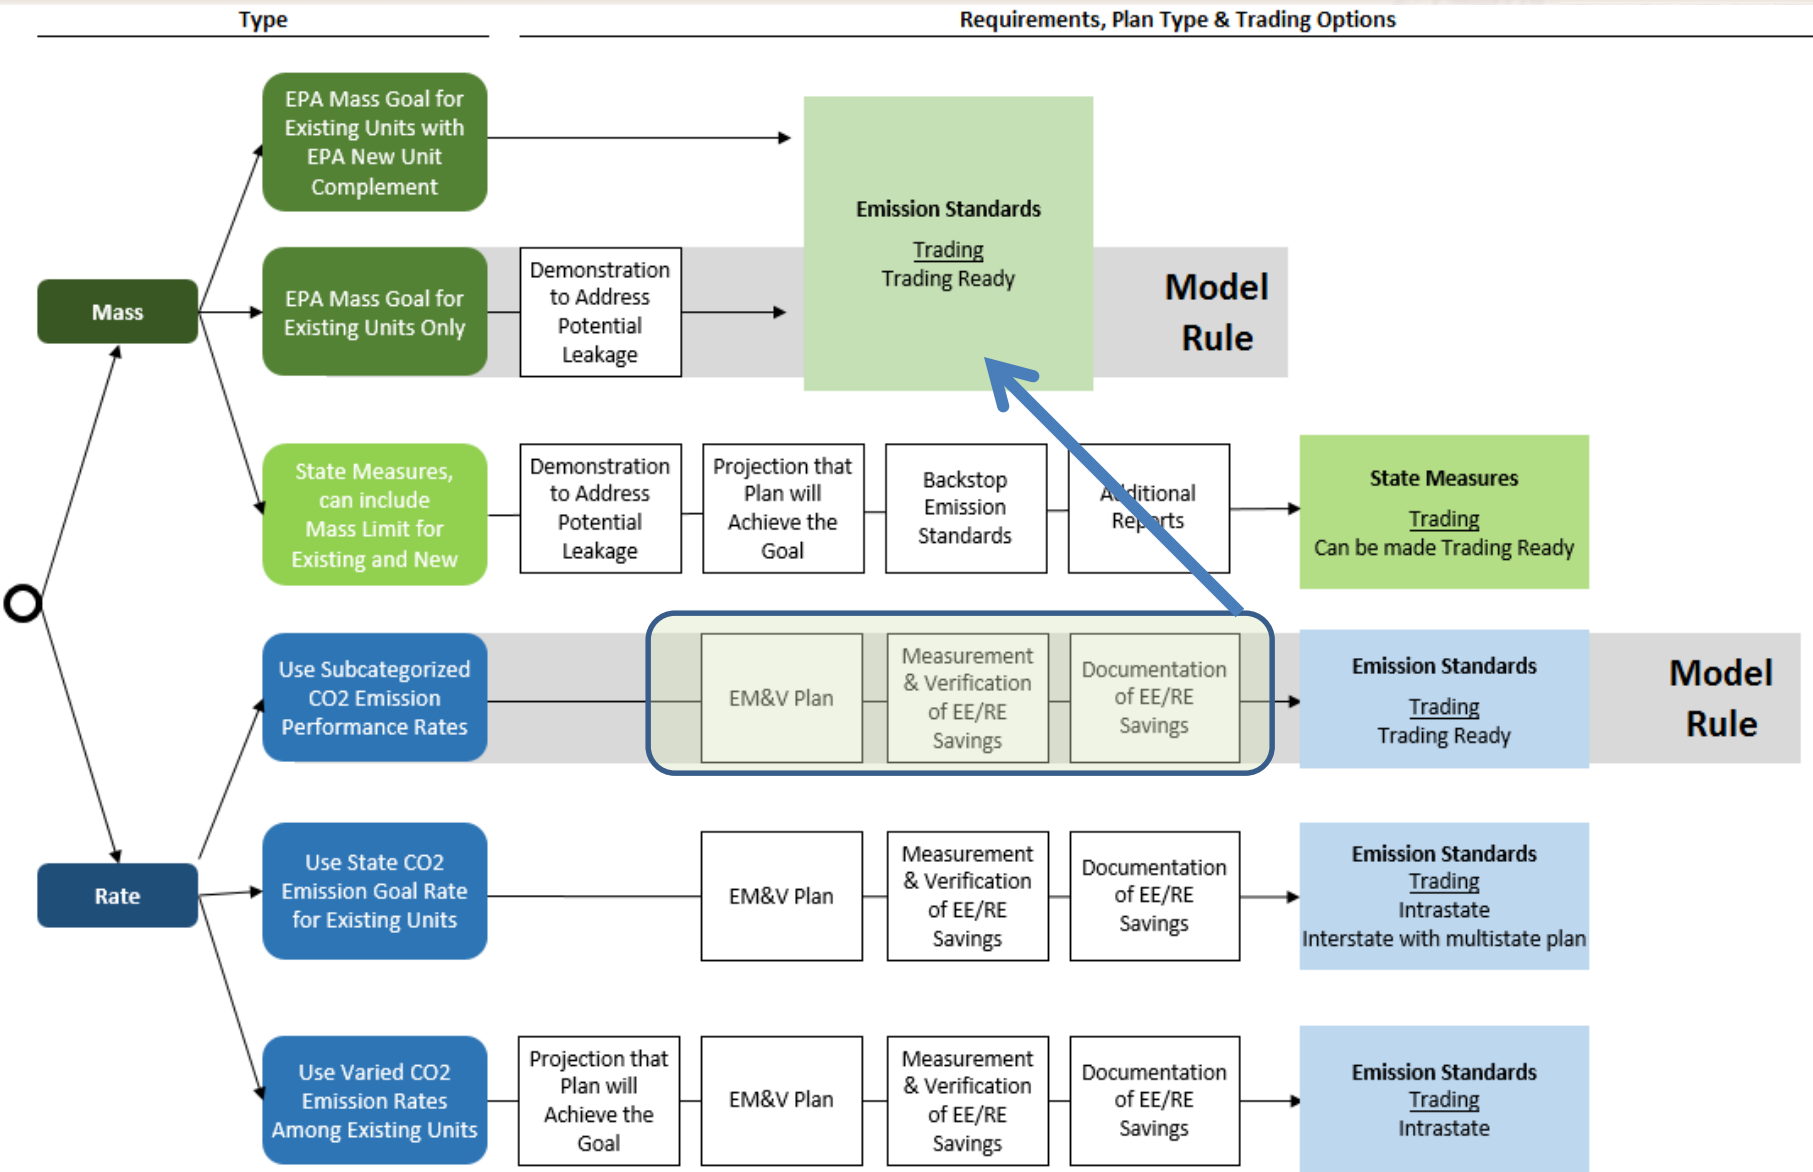 Type
Requirements, Plan Type & Trading Options
EPA Mass Goal for
Existing Units with
EPA New Unit
Complement
Emission Standards
Trading
Trading Ready
Mass
EPA Mass Goal for
Existing Units Only
Demonstration
to Address
Potential
Leakage
Model
Rule
State Measures,
can include
Mass Limit for
Existing and New
Demonstration
to Address
Potential
Leakage
Projection that
Plan will
Achieve the
Goal
Backstop
Emission
Standards
Additional
Reports
State Measures
Trading
Can be made Trading Ready
Use Subcategorized
CO2 Emission
Performance Rates
EM&V Plan
Measurement
& Verification
of EE/RE
Savings
Documentation
of EE/RE
Savings
Emission Standards
Trading
Trading Ready
Model
Rule
Rate
Use State CO2
Emission Goal Rate
for Existing Units
EM&V Plan
Measurement
& Verification
of EE/RE
Savings
Documentation
of EE/RE
Savings
Emission Standards
Trading
Intrastate
Interstate with multistate plan
Use Varied CO2
Emission Rates
Among Existing Units
Projection that
Plan will
Achieve the
Goal
EM&V Plan
Measurement
& Verification
of EE/RE
Savings
Documentation
of EE/RE
Savings
Emission Standards
Trading
Intrastate